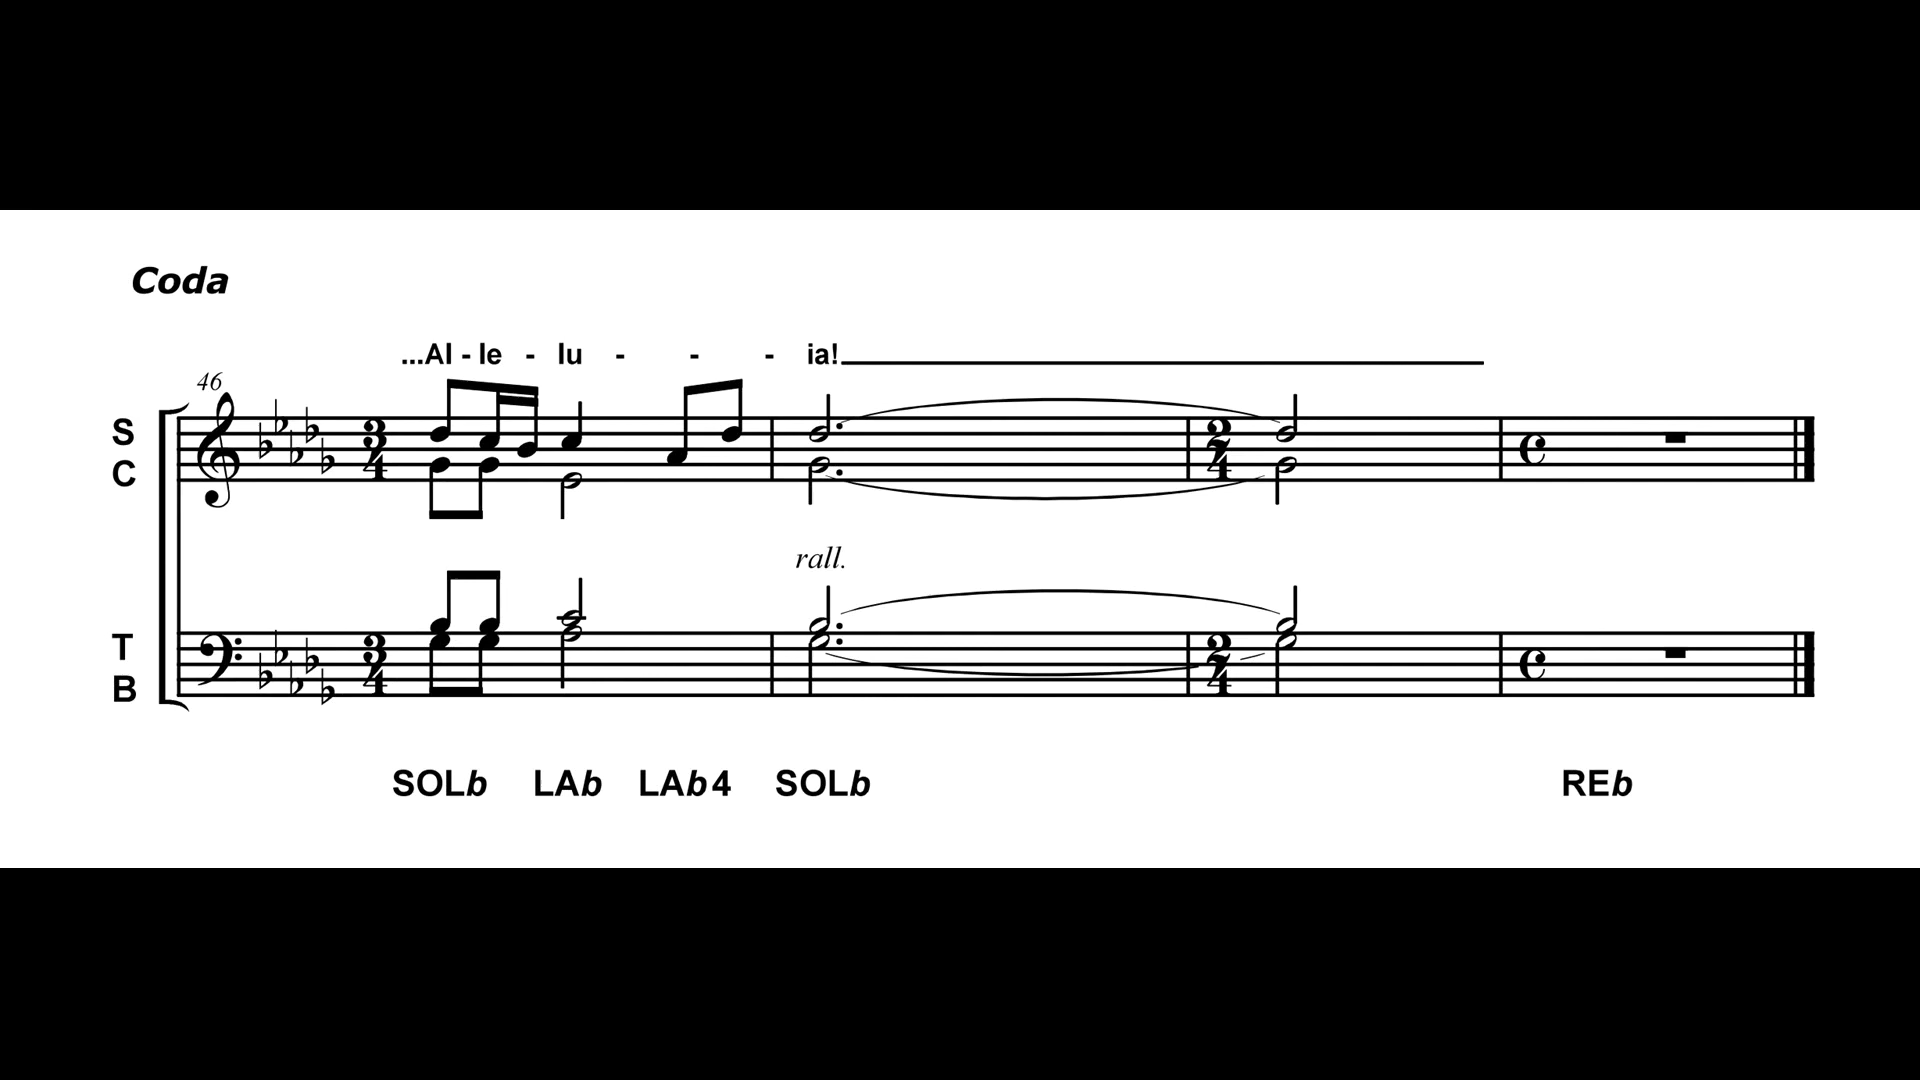 Coda
...Al - le - lu - - - ia!
46
S
C
rall.
T
B
SOLb LAb LAb4 SOLb REb